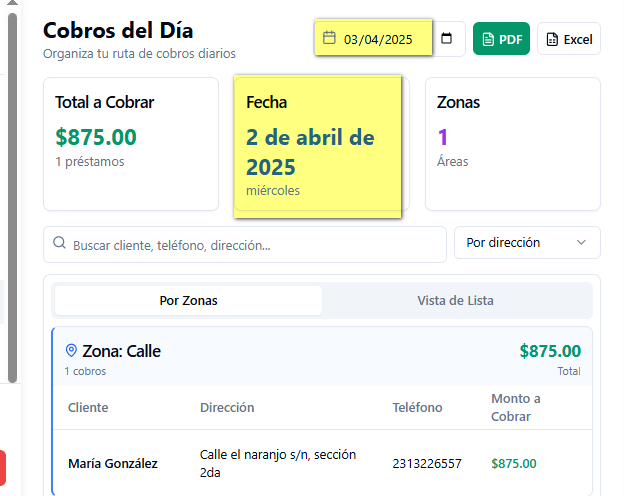 Cobros del Día
Organiza tu ruta de cobros diarios
03/04/2025
PDF
Excel
Total a Cobrar
$875.00
1 préstamos
Fecha
2 de abril de
2025
miércoles
Zonas
1
Áreas
Buscar cliente, teléfono, dirección...
Por dirección
Por Zonas
Vista de Lista
Zona: Calle
$875.00
1 cobros
Total
Cliente
Dirección
Teléfono
Monto a
Cobrar
María González
Calle el naranjo s/n, sección
2da
2313226557
$875.00